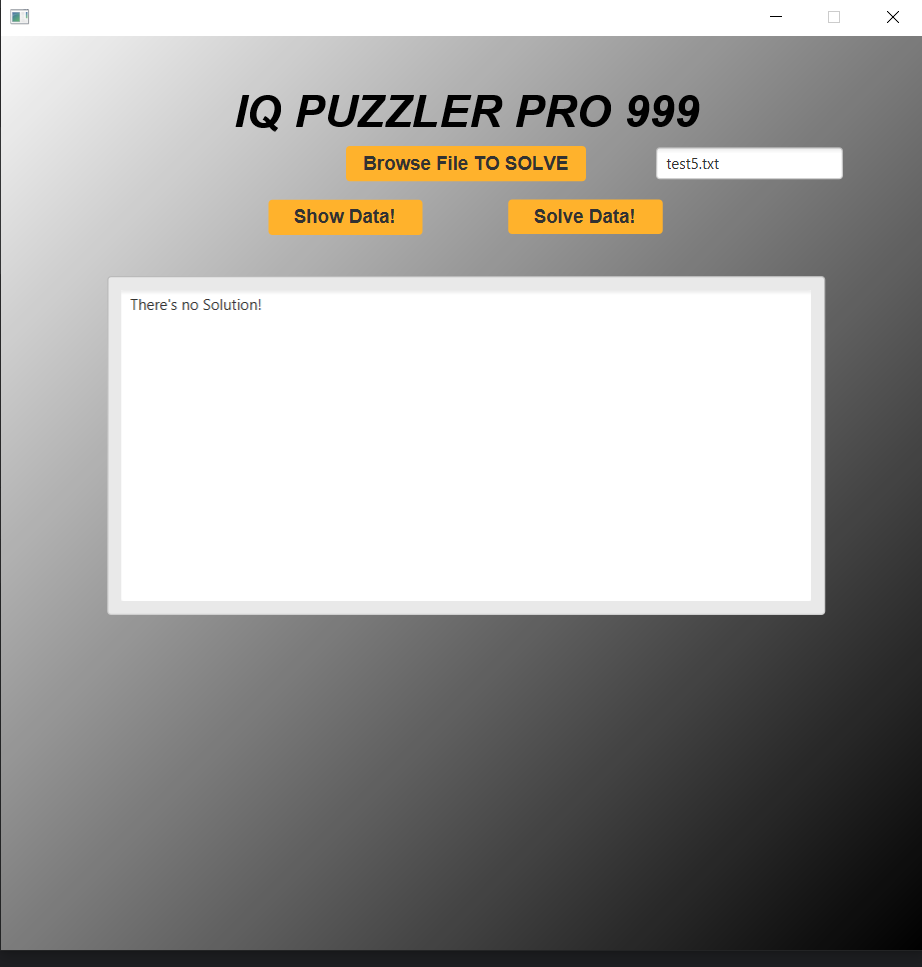 IQ PUZZLER PRO 999
Browse File TO SOLVE
test5.txt
Show Data!
Solve Data!
There's no Solution!